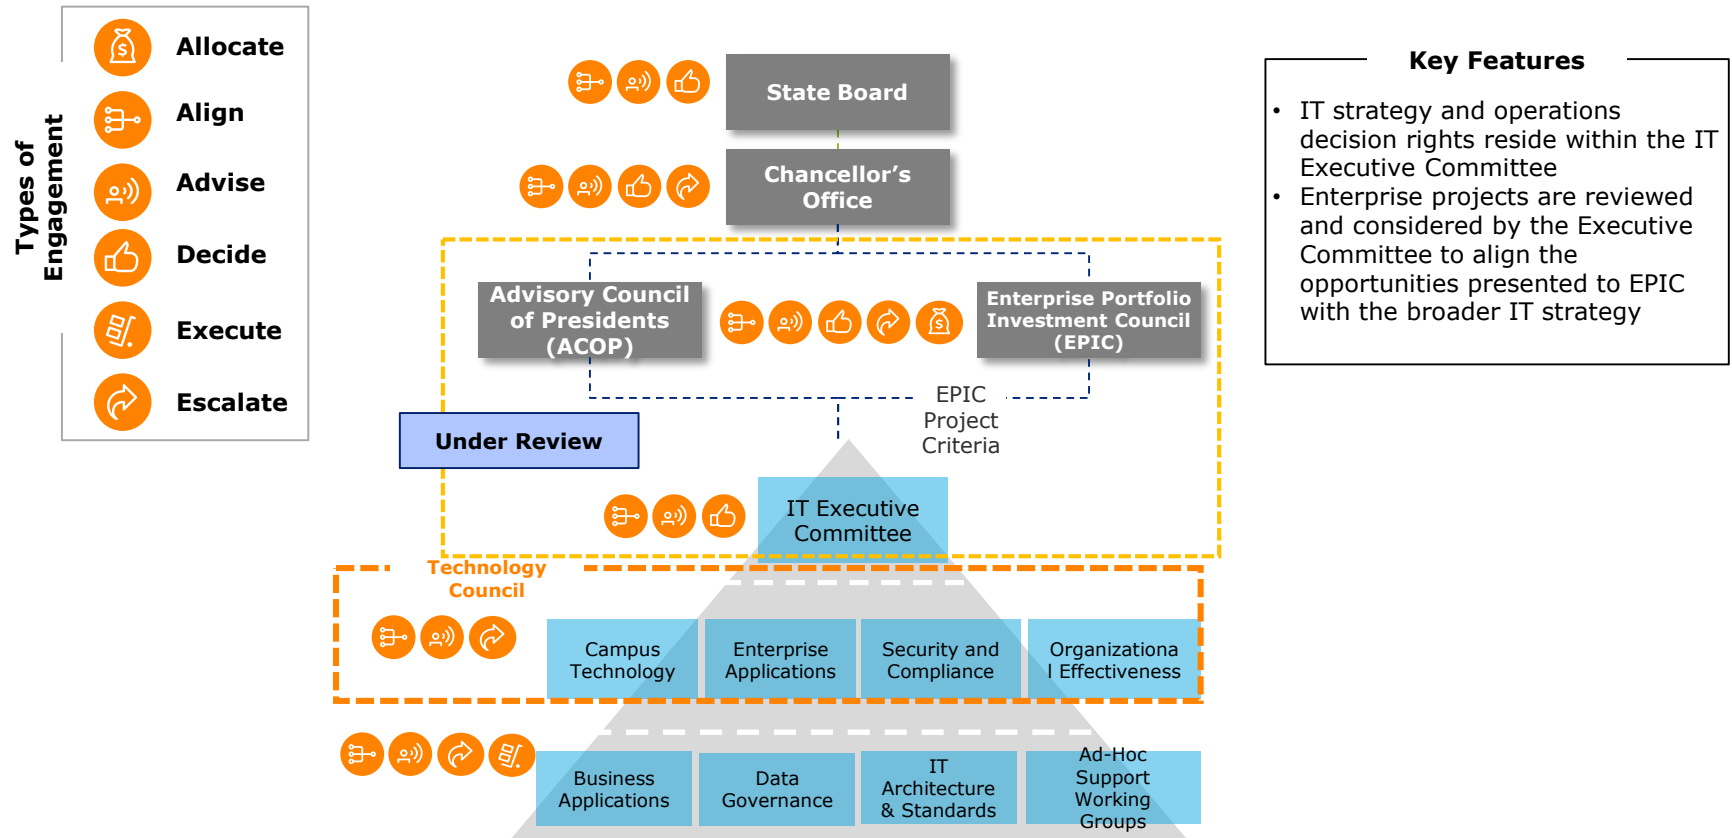 Types of
Engagement
Allocate
Align
Advise
Decide
Execute
Escalate
State Board
Chancellor’s
Office
Advisory Council
of Presidents
(ACOP)
Enterprise Portfolio
Investment Council
(EPIC)
EPIC
Project
Criteria
Under Review
IT Executive
Committee
Technology
Council
Campus
Technology
Enterprise
Applications
Security and
Compliance
Organizationa
l Effectiveness
Business
Applications
Data
Governance
IT
Architecture
& Standards
Ad-Hoc
Support
Working
Groups
Key Features
• IT strategy and operations
decision rights reside within the IT
Executive Committee
• Enterprise projects are reviewed
and considered by the Executive
Committee to align the
opportunities presented to EPIC
with the broader IT strategy